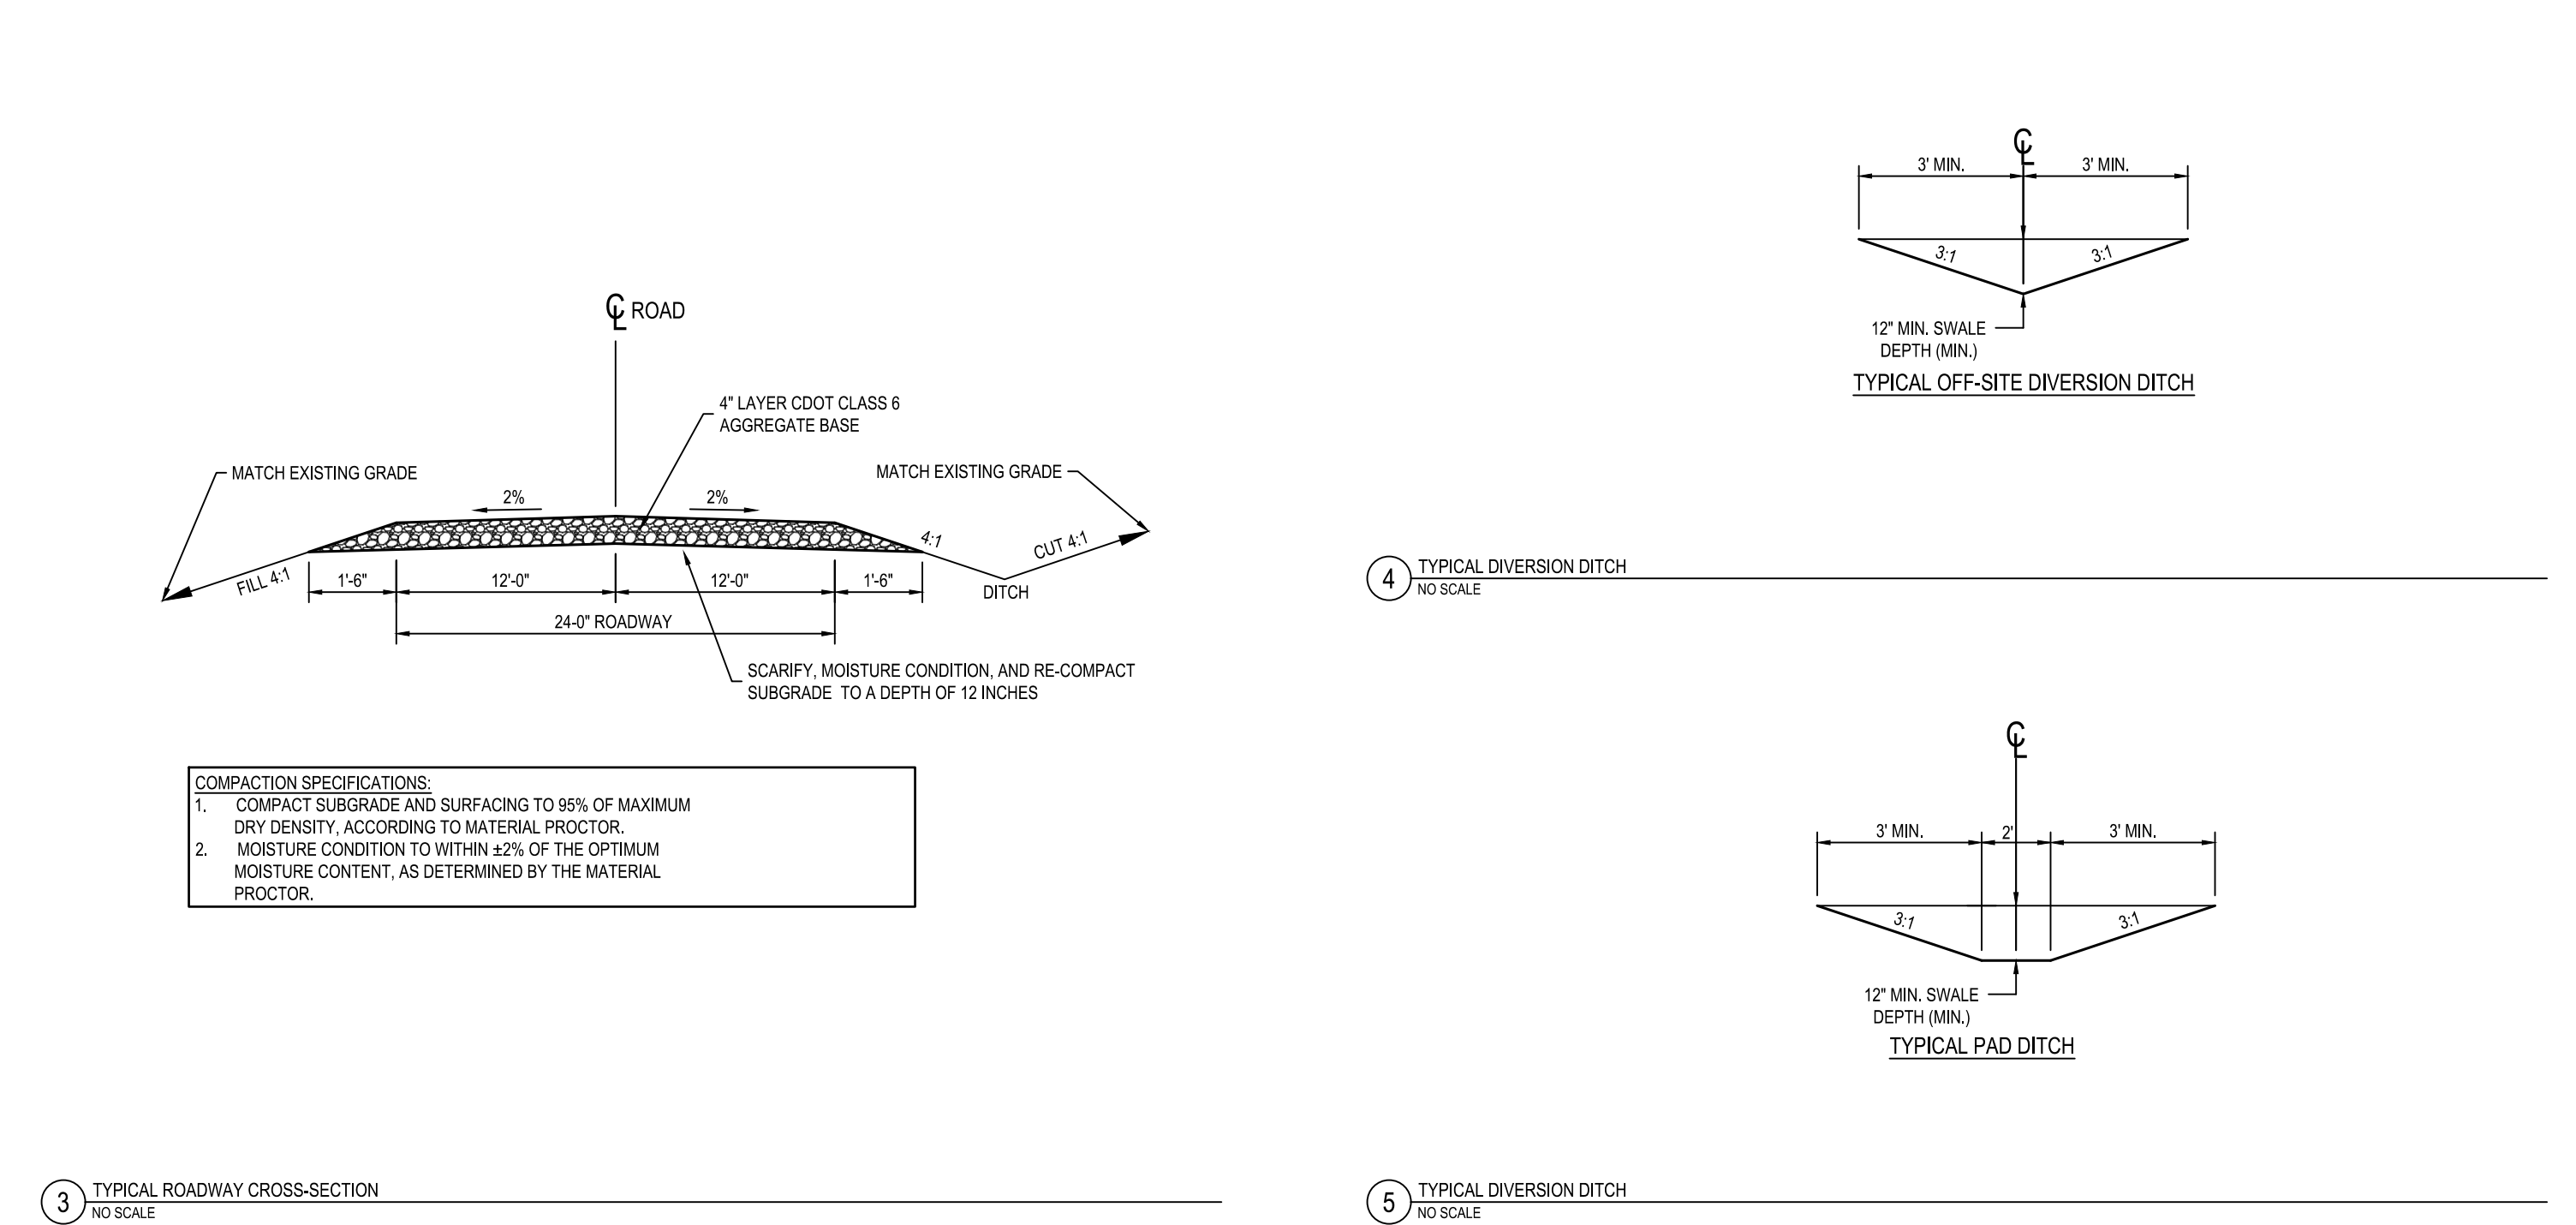 ℄ ROAD
4" LAYER CDOT CLASS 6
AGGREGATE BASE
MATCH EXISTING GRADE
MATCH EXISTING GRADE
2%
2%
FILL 4:1
4:1
CUT 4:1
DITCH
1'-6"
12'-0"
12'-0"
1'-6"
24-0" ROADWAY
SCARIFY, MOISTURE CONDITION, AND RE-COMPACT
SUBGRADE TO A DEPTH OF 12 INCHES
COMPACTION SPECIFICATIONS:
1. COMPACT SUBGRADE AND SURFACING TO 95% OF MAXIMUM
DRY DENSITY, ACCORDING TO MATERIAL PROCTOR.
2. MOISTURE CONDITION TO WITHIN ±2% OF THE OPTIMUM
MOISTURE CONTENT, AS DETERMINED BY THE MATERIAL
PROCTOR.
3 TYPICAL ROADWAY CROSS-SECTION
NO SCALE
℄
3' MIN.
3' MIN.
3:1
3:1
12" MIN. SWALE
DEPTH (MIN.)
TYPICAL OFF-SITE DIVERSION DITCH
4 TYPICAL DIVERSION DITCH
NO SCALE
℄
3' MIN.
2'
3' MIN.
3:1
3:1
12" MIN. SWALE
DEPTH (MIN.)
TYPICAL PAD DITCH
5 TYPICAL DIVERSION DITCH
NO SCALE